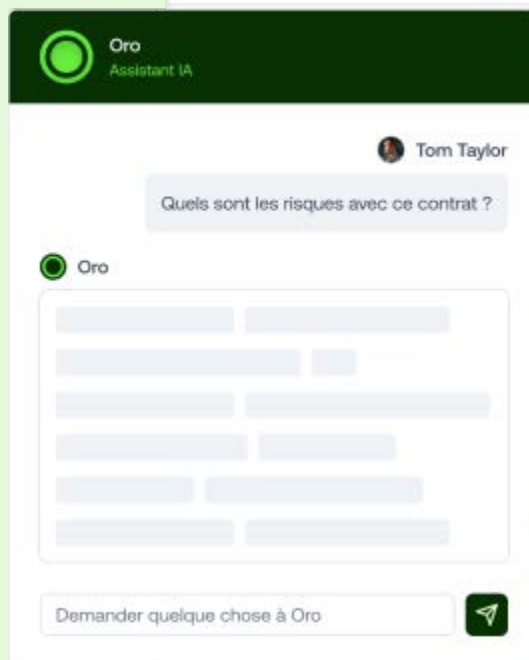 Oro
Assistant IA
Tom Taylor
Quels sont les risques avec ce contrat ?
Oro
Demander quelque chose à Oro